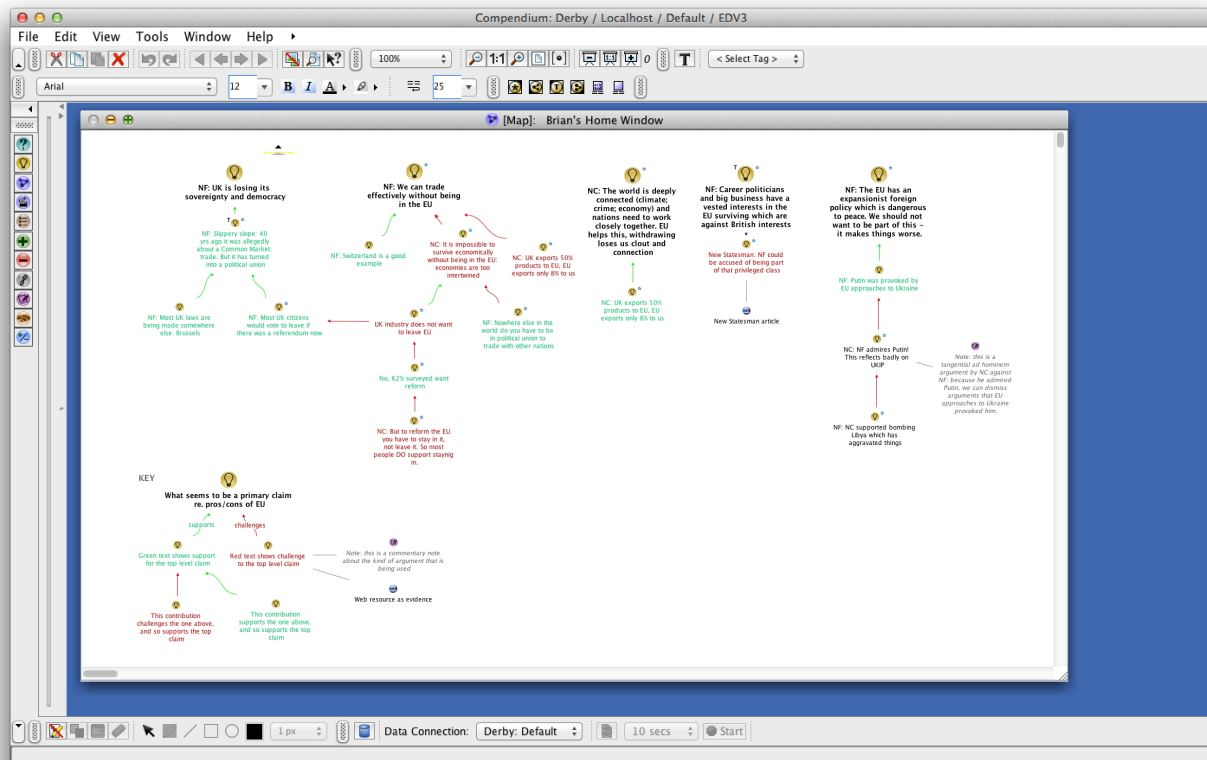 Compendium: Derby / Localhost / Default / EDV3
File Edit View Tools Window Help
100%
1:1
0
T
< Select Tag >
Arial
12
B I A
25
[Map]: Brian's Home Window
NF: UK is losing its
sovereignty and democracy
T
NF: Slippery slope: 40
yrs ago it was allegedly
about a Common Market:
trade. But it has turned
into a political union
NF: Most UK laws are
being made somewhere
else: Brussels
NF: Most UK citizens
would vote to leave if
there was a referendum now
NF: We can trade
effectively without being
in the EU
NF: Switzerland is a good
example
NC: It is impossible to
survive economically
without being in the EU:
economies are too
intertwined
NC: UK exports 50%
products to EU, EU
exports only 8% to us
UK industry does not want
to leave EU
NF: Nowhere else in the
world do you have to be
in political union to
trade with other nations
No, 62% surveyed want
reform
NC: But to reform the EU
you have to stay in it,
not leave it. So most
people DO support staynig
in.
NC: The world is deeply
connected (climate;
crime; economy) and
nations need to work
closely together. EU
helps this, withdrawing
loses us clout and
connection
NC: UK exports 50%
products to EU, EU
exports only 8% to us
T
NF: Career politicians
and big business have a
vested interests in the
EU surviving which are
against British interests
New Statesman: NF could
be accused of being part
of that privileged class
New Statesman article
NF: The EU has an
expansionist foreign
policy which is dangerous
to peace. We should not
want to be part of this -
it makes things worse.
NF: Putin was provoked by
EU approaches to Ukraine
NC: NF admires Putin!
This reflects badly on
UKIP
Note: this is a
tangential ad hominem
argument by NC against
NF: because he admired
Putin, we can dismiss
arguments that EU
approaches to Ukraine
provoked him.
NF: NC supported bombing
Libya which has
aggravated things
KEY
What seems to be a primary claim
re. pros/cons of EU
supports
challenges
Green text shows support
for the top level claim
Red text shows challenge
to the top level claim
Note: this is a commentary note
about the kind of argument that is
being used
Web resource as evidence
This contribution
challenges the one above,
and so supports the top
claim
This contribution
supports the one above,
and so supports the top
claim
1 px
Data Connection:
Derby: Default
10 secs
Start